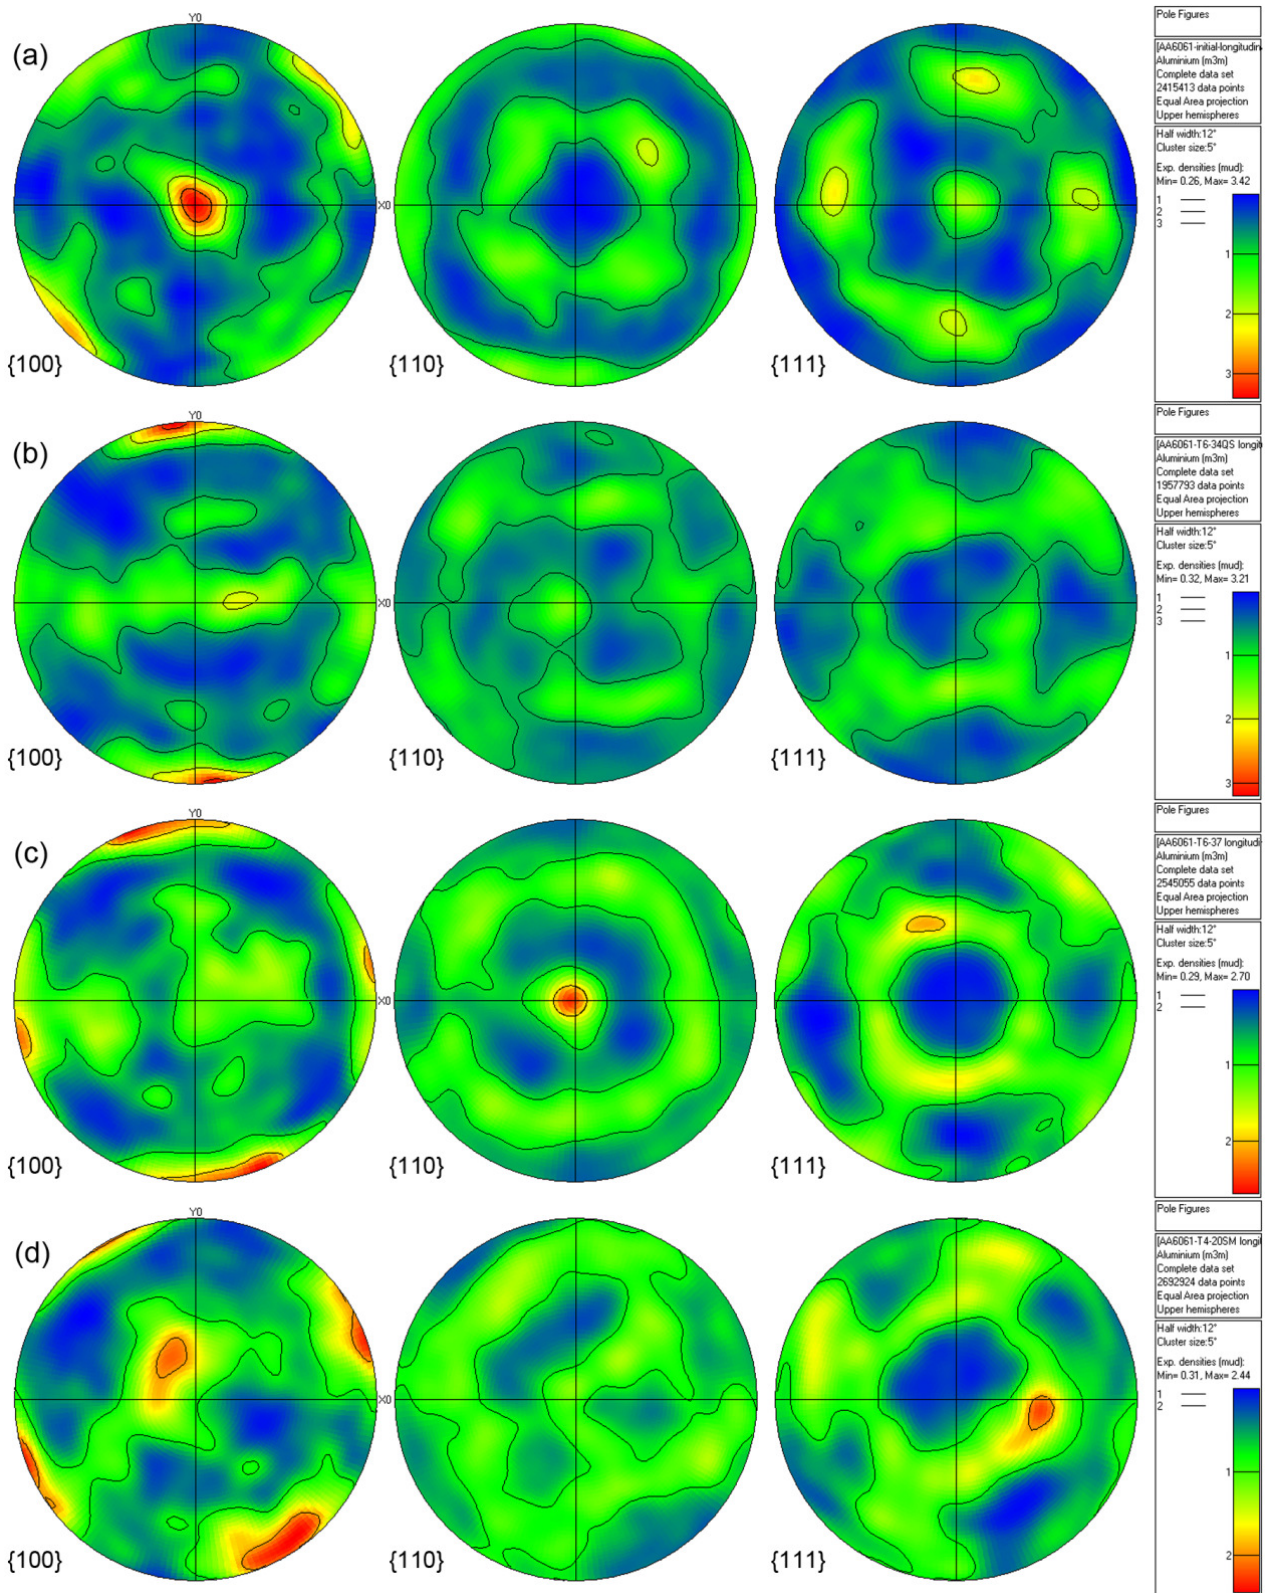 (a)
Y0
X0
{100}
{110}
{111}
Pole Figures
[AA6061-initial-longitudin
Aluminium (m3m)
Complete data set
2415413 data points
Equal Area projection
Upper hemispheres
Half width:12°
Cluster size:5°
Exp. densities (mud):
Min= 0.26, Max= 3.42
1
2
3
1
2
3
(b)
Y0
X0
{100}
{110}
{111}
Pole Figures
[AA6061-T6-34QS longit
Aluminium (m3m)
Complete data set
1957793 data points
Equal Area projection
Upper hemispheres
Half width:12°
Cluster size:5°
Exp. densities (mud):
Min= 0.32, Max= 3.21
1
2
3
1
2
3
(c)
Y0
X0
{100}
{110}
{111}
Pole Figures
[AA6061-T6-37 longitudi
Aluminium (m3m)
Complete data set
2545055 data points
Equal Area projection
Upper hemispheres
Half width:12°
Cluster size:5°
Exp. densities (mud):
Min= 0.29, Max= 2.70
1
2
1
2
(d)
Y0
X0
{100}
{110}
{111}
Pole Figures
[AA6061-T4-20SM longi
Aluminium (m3m)
Complete data set
2692924 data points
Equal Area projection
Upper hemispheres
Half width:12°
Cluster size:5°
Exp. densities (mud):
Min= 0.31, Max= 2.44
1
2
1
2